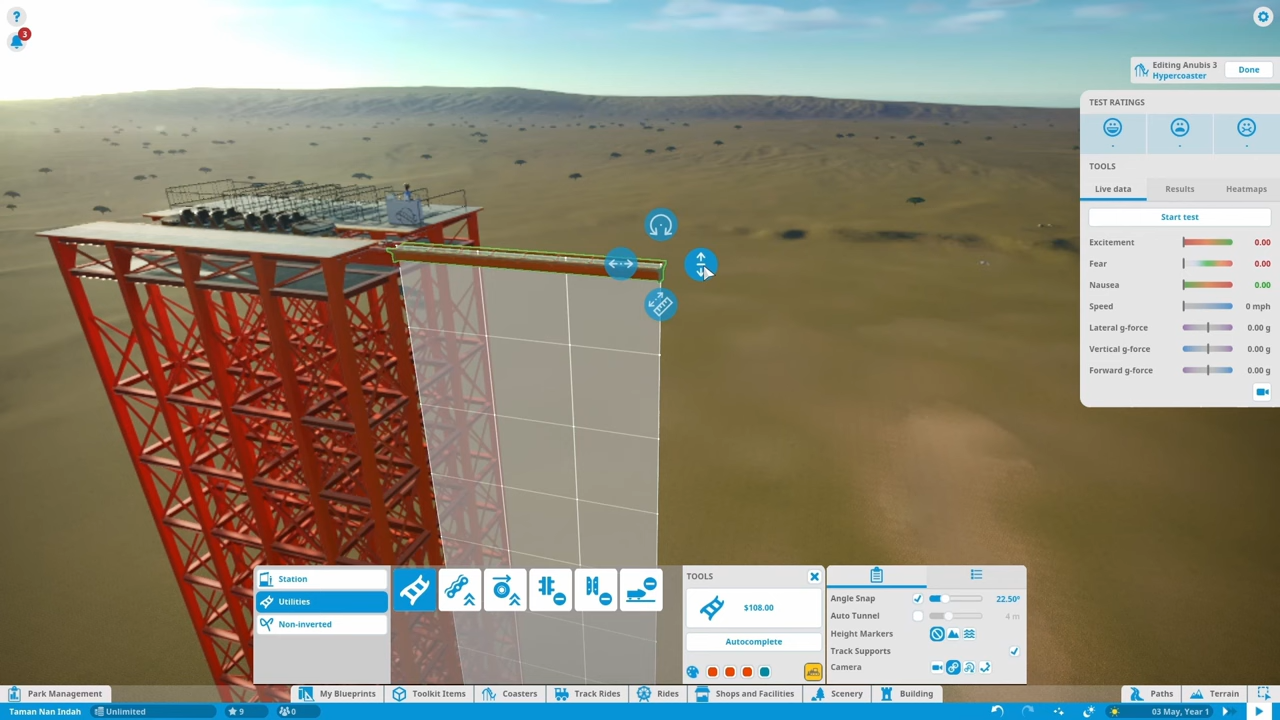 ?
3
Editing Anubis 3
Hypercoaster
Done
TEST RATINGS
-
-
-
TOOLS
Live data
Results
Heatmaps
Start test
Excitement
0.00
Fear
0.00
Nausea
0.00
Speed
0 mph
Lateral g-force
0.00 g
Vertical g-force
0.00 g
Forward g-force
0.00 g
Station
Utilities
Non-inverted
TOOLS
$108.00
Autocomplete
Angle Snap
22.50°
Auto Tunnel
4 m
Height Markers
Track Supports
Camera
Park Management
My Blueprints
Toolkit Items
Coasters
Track Rides
Rides
Shops and Facilities
Scenery
Building
Paths
Terrain
Taman Nan Indah
Unlimited
9
0
03 May, Year 1